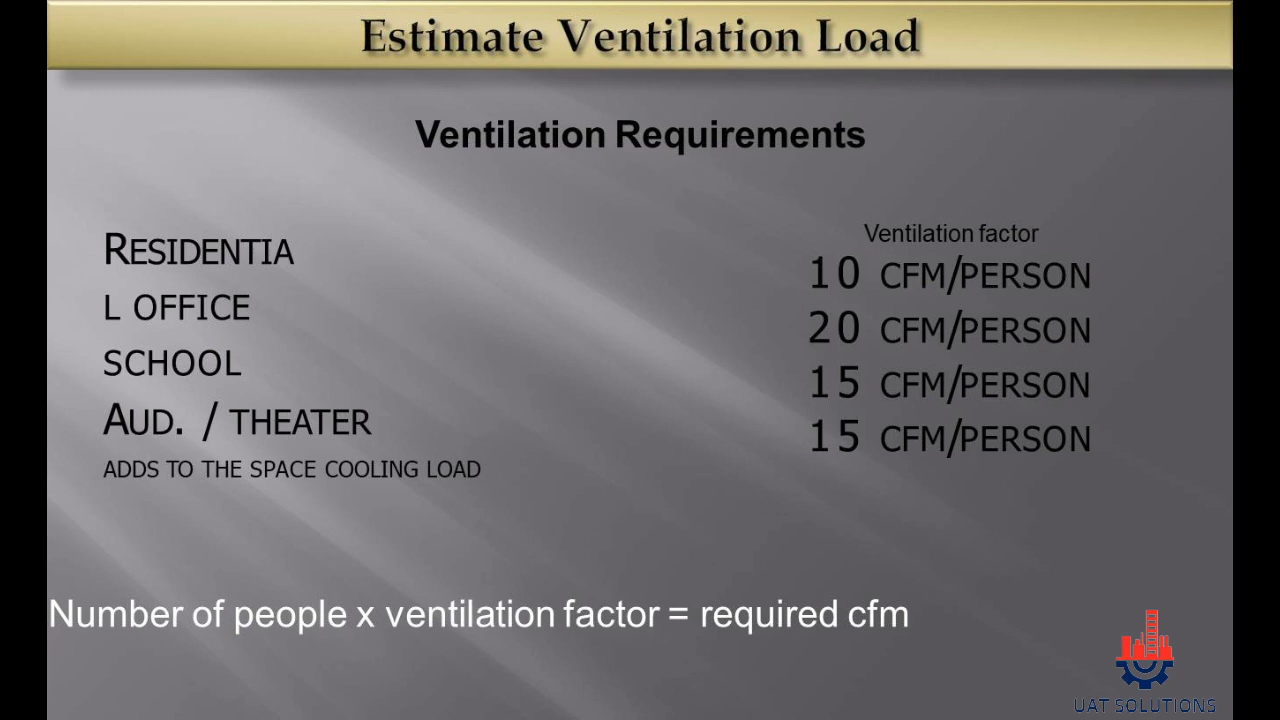 Estimate Ventilation Load
Ventilation Requirements
Ventilation factor
RESIDENTIA
10 CFM/PERSON
L OFFICE
20 CFM/PERSON
SCHOOL
15 CFM/PERSON
AUD. / THEATER
15 CFM/PERSON
ADDS TO THE SPACE COOLING LOAD
Number of people x ventilation factor = required cfm
UAT SOLUTIONS